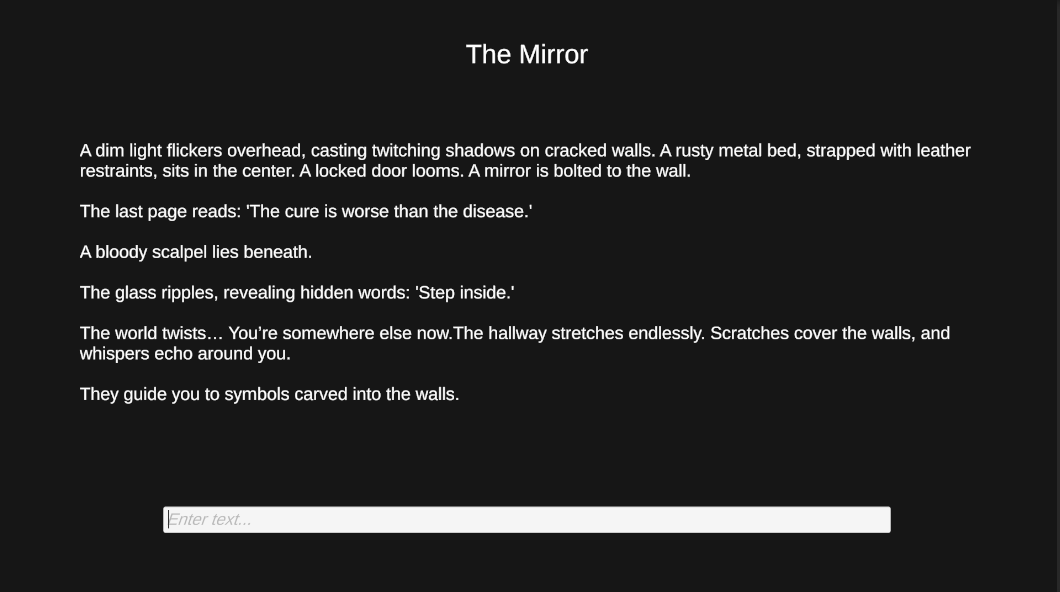 The Mirror
A dim light flickers overhead, casting twitching shadows on cracked walls. A rusty metal bed, strapped with leather
restraints, sits in the center. A locked door looms. A mirror is bolted to the wall.
The last page reads: 'The cure is worse than the disease.'
A bloody scalpel lies beneath.
The glass ripples, revealing hidden words: 'Step inside.'
The world twists… You’re somewhere else now.The hallway stretches endlessly. Scratches cover the walls, and
whispers echo around you.
They guide you to symbols carved into the walls.
Enter text...